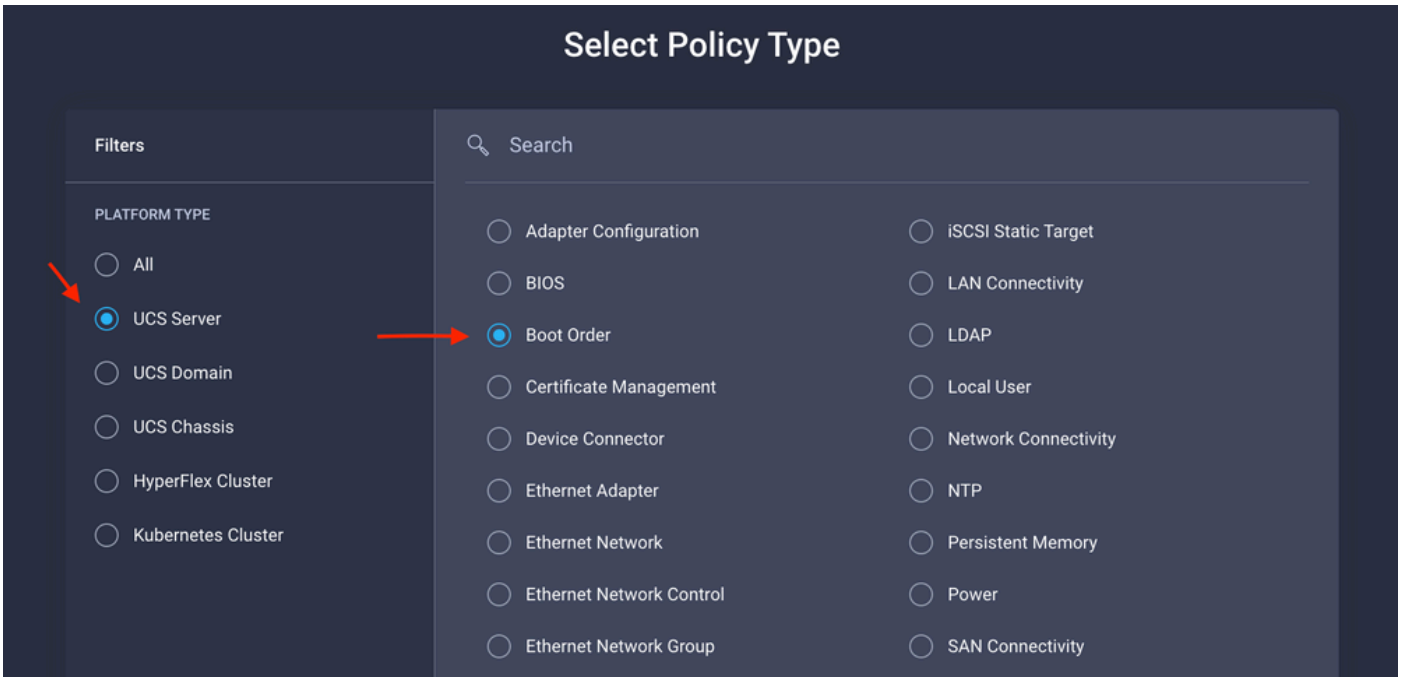 Select Policy Type
Filters
Search
PLATFORM TYPE
All
UCS Server
UCS Domain
UCS Chassis
HyperFlex Cluster
Kubernetes Cluster
Adapter Configuration
BIOS
Boot Order
Certificate Management
Device Connector
Ethernet Adapter
Ethernet Network
Ethernet Network Control
Ethernet Network Group
iSCSI Static Target
LAN Connectivity
LDAP
Local User
Network Connectivity
NTP
Persistent Memory
Power
SAN Connectivity